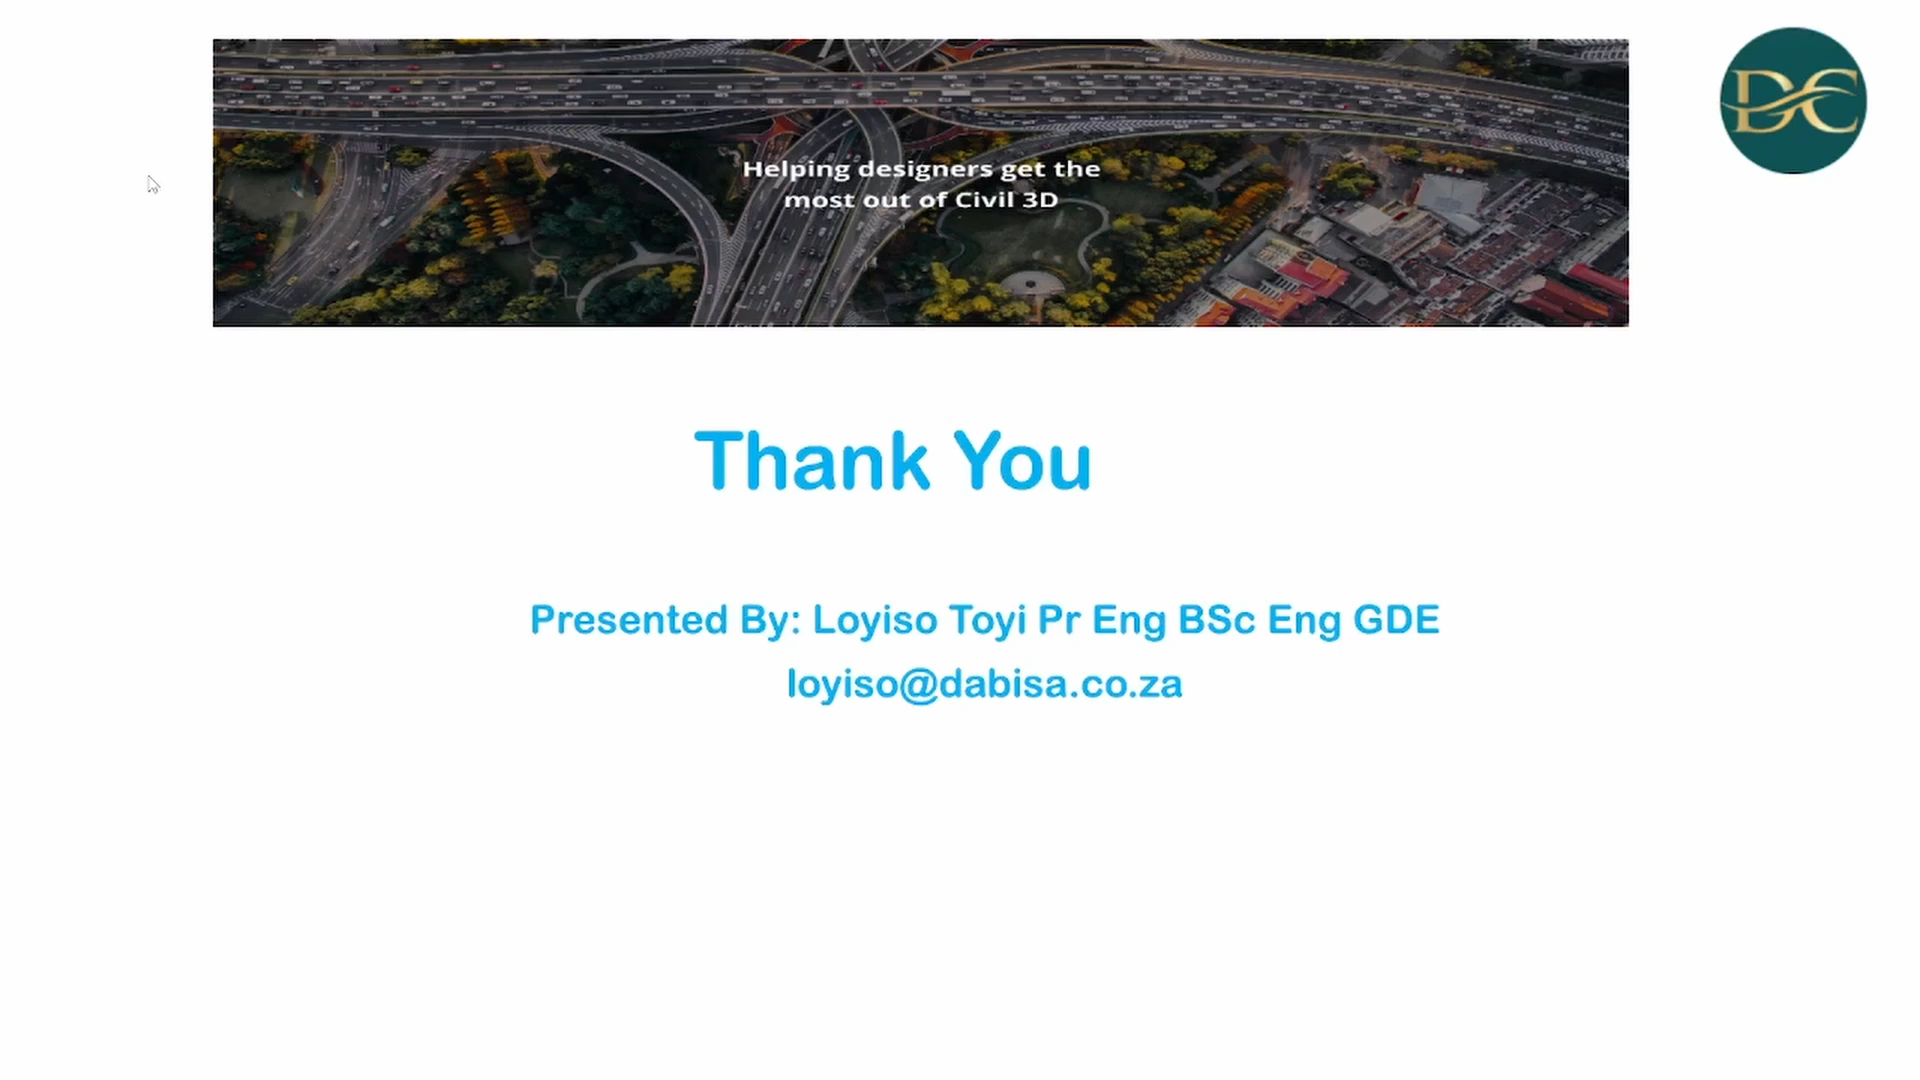 Helping designers get the
most out of Civil 3D
DC
Thank You
Presented By: Loyiso Toyi Pr Eng BSc Eng GDE
loyiso@dabisa.co.za